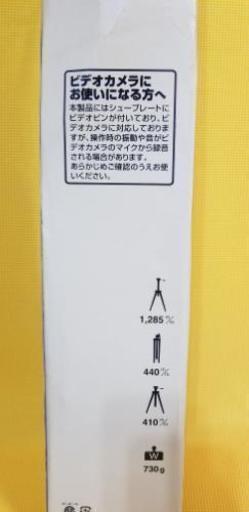 ビデオカメラに
お使いになる方へ
本製品にはシュープレートに
ビデオピンが付いており、ビ
デオカメラに対応しておりま
すが、操作時の振動や音がビ
デオカメラのマイクから録音
される場合があります。
あらかじめご確認のうえお使
いください。
1,285㎜
440㎜
410㎜
W
730g